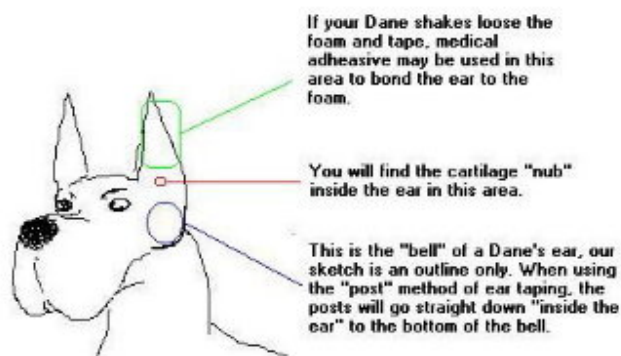 If your Dane shakes loose the
foam and tape, medical
adheasive may be used in this
area to bond the ear to the
foam.
You will find the cartilage "nub"
inside the ear in this area.
This is the "bell" of a Dane's ear, our
sketch is an outline only. When using
the "post" method of ear taping, the
posts will go straight down "inside the
ear" to the bottom of the bell.